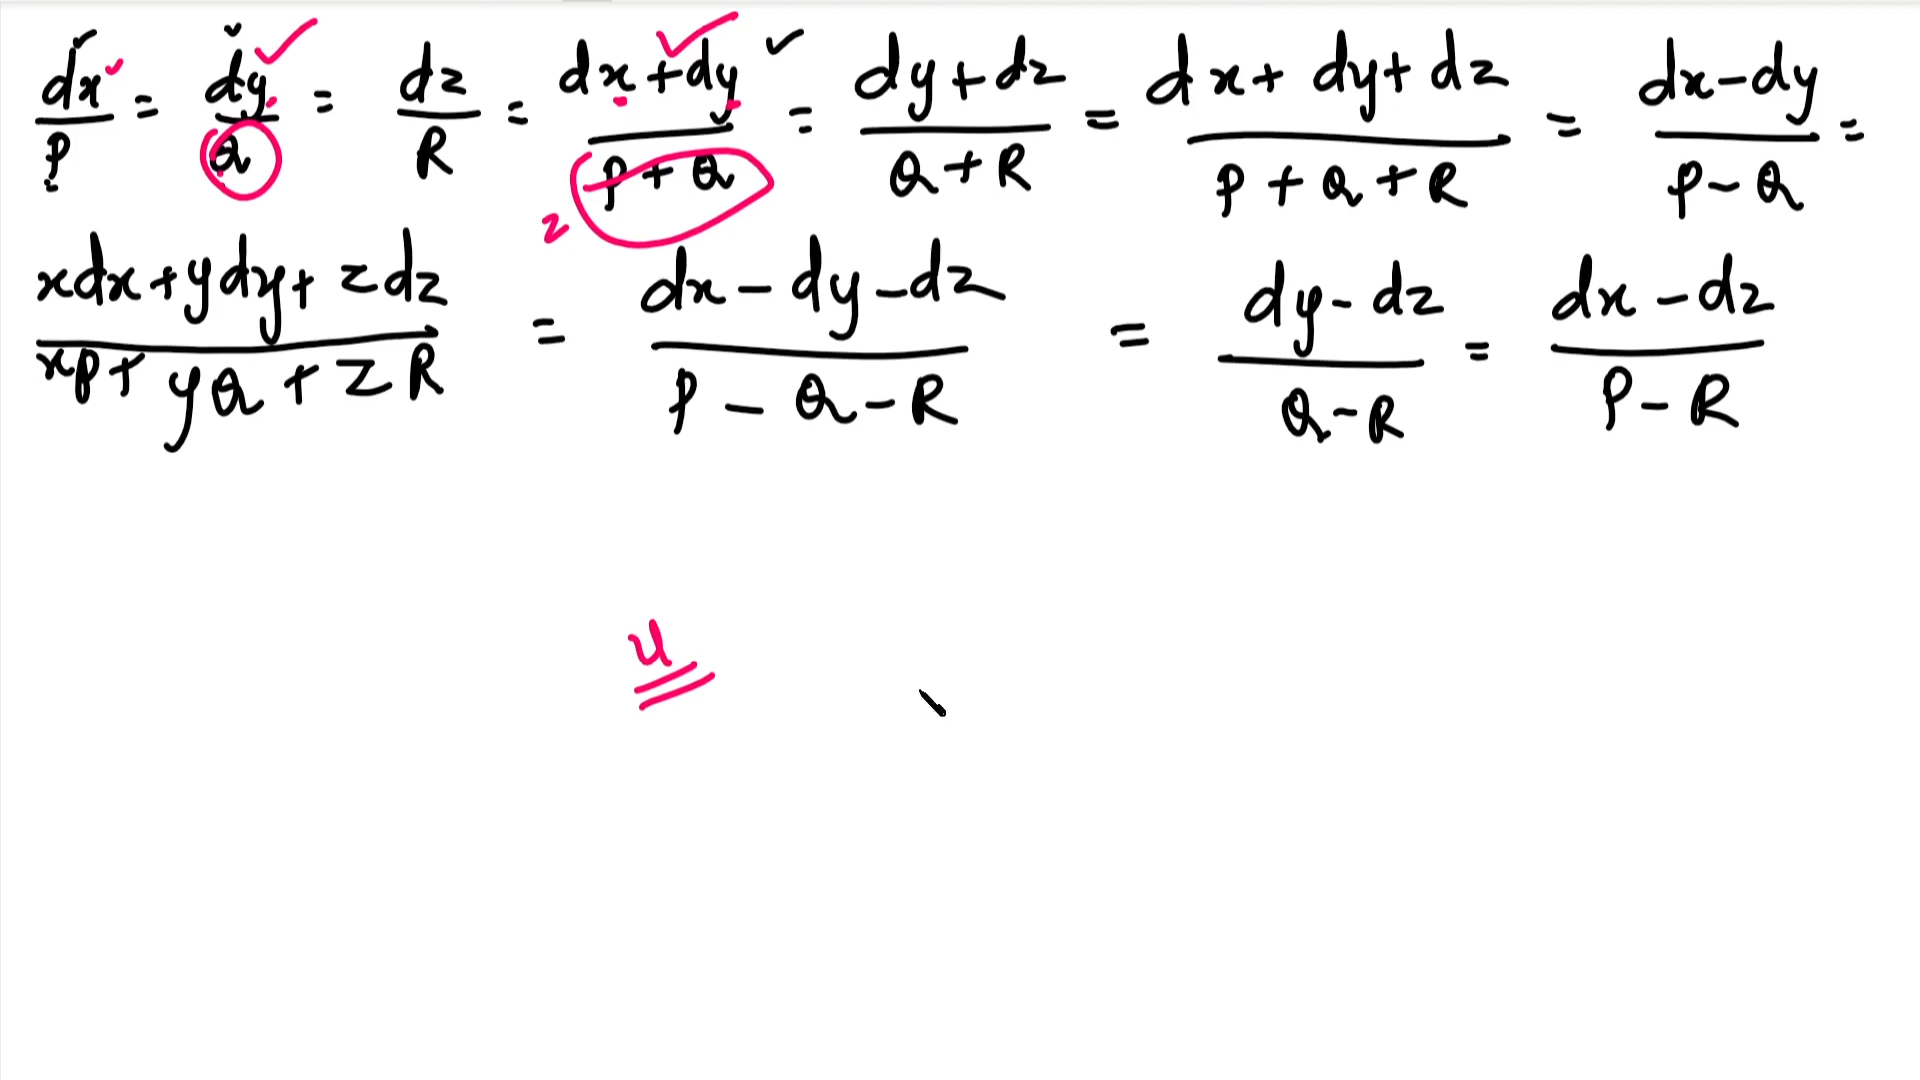 dx/P = dy/Q = dz/R = dx+dy/P+Q = dy+dz/Q+R = dx+dy+dz/P+Q+R = dx-dy/P-Q =
xdx+ydy+zdz/xP+yQ+zR = dx-dy-dz/P-Q-R = dy-dz/Q-R = dx-dz/P-R